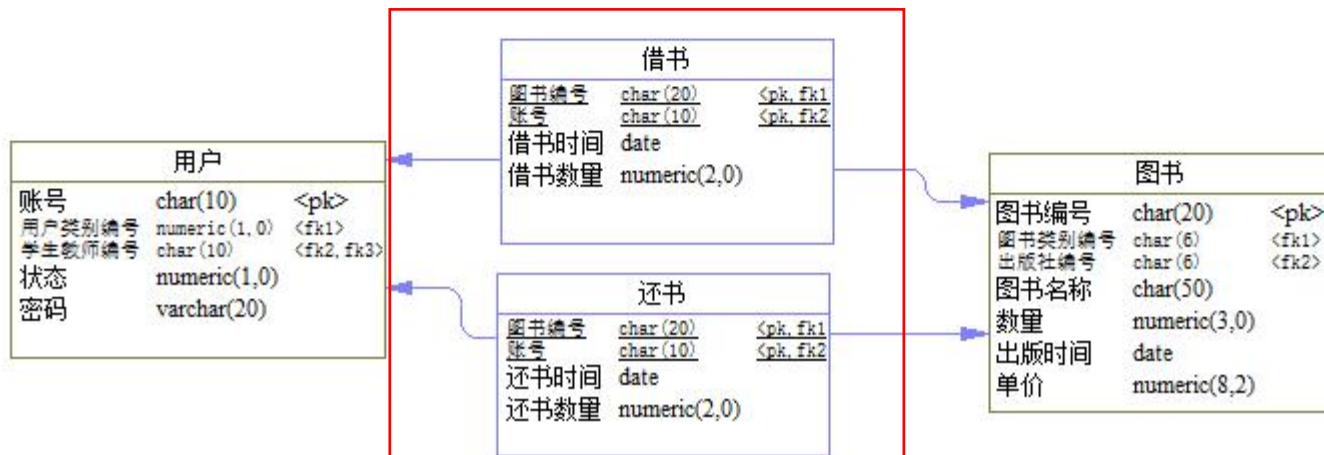 借书
图书编号 char(20) <pk,fk1
账号 char(10) <pk,fk2
借书时间 date
借书数量 numeric(2,0)
用户
账号 char(10) <pk>
用户类别编号 numeric(1,0) <fk1>
学生教师编号 char(10) <fk2,fk3>
状态 numeric(1,0)
密码 varchar(20)
还书
图书编号 char(20) <pk,fk1
账号 char(10) <pk,fk2
还书时间 date
还书数量 numeric(2,0)
图书
图书编号 char(20) <pk>
图书类别编号 char(6) <fk1>
出版社编号 char(6) <fk2>
图书名称 char(50)
数量 numeric(3,0)
出版时间 date
单价 numeric(8,2)